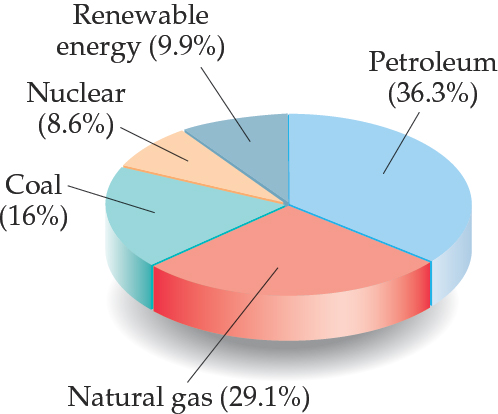 Renewable
energy (9.9%)
Petroleum
(36.3%)
Nuclear
(8.6%)
Coal
(16%)
Natural gas (29.1%)